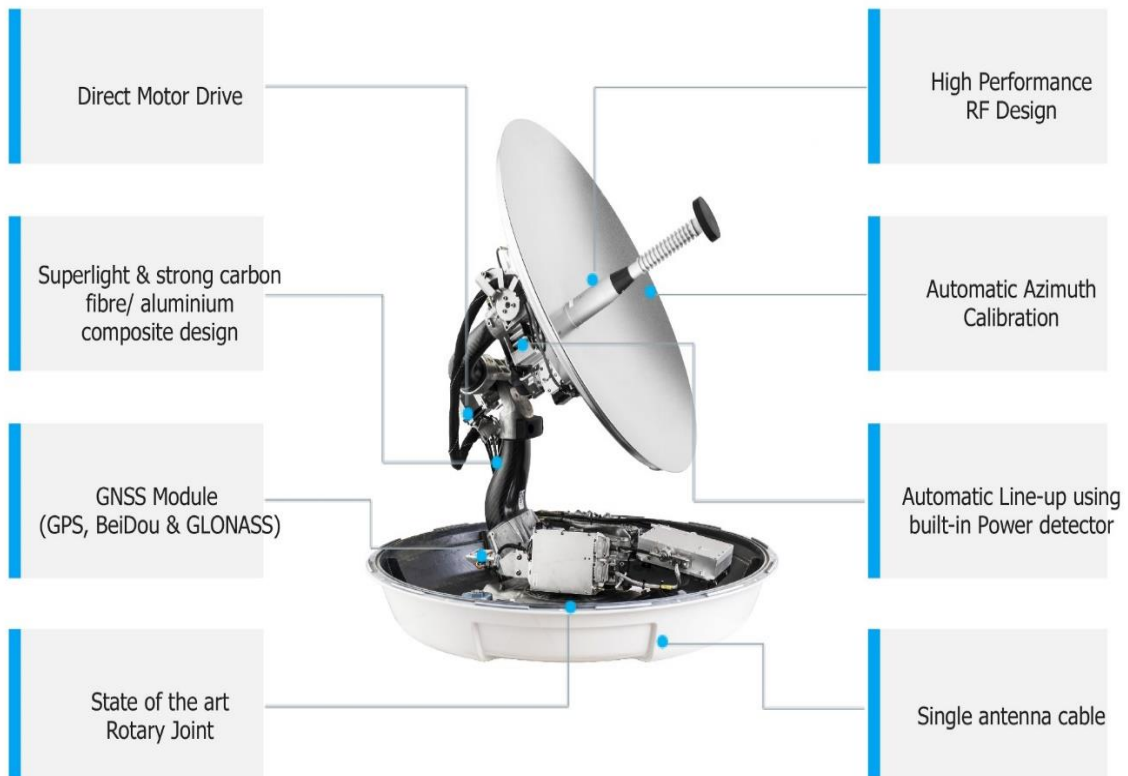 Direct Motor Drive
High Performance
RF Design
Superlight & strong carbon
fibre/ aluminium
composite design
Automatic Azimuth
Calibration
GNSS Module
(GPS, BeiDou & GLONASS)
Automatic Line-up using
built-in Power detector
State of the art
Rotary Joint
Single antenna cable